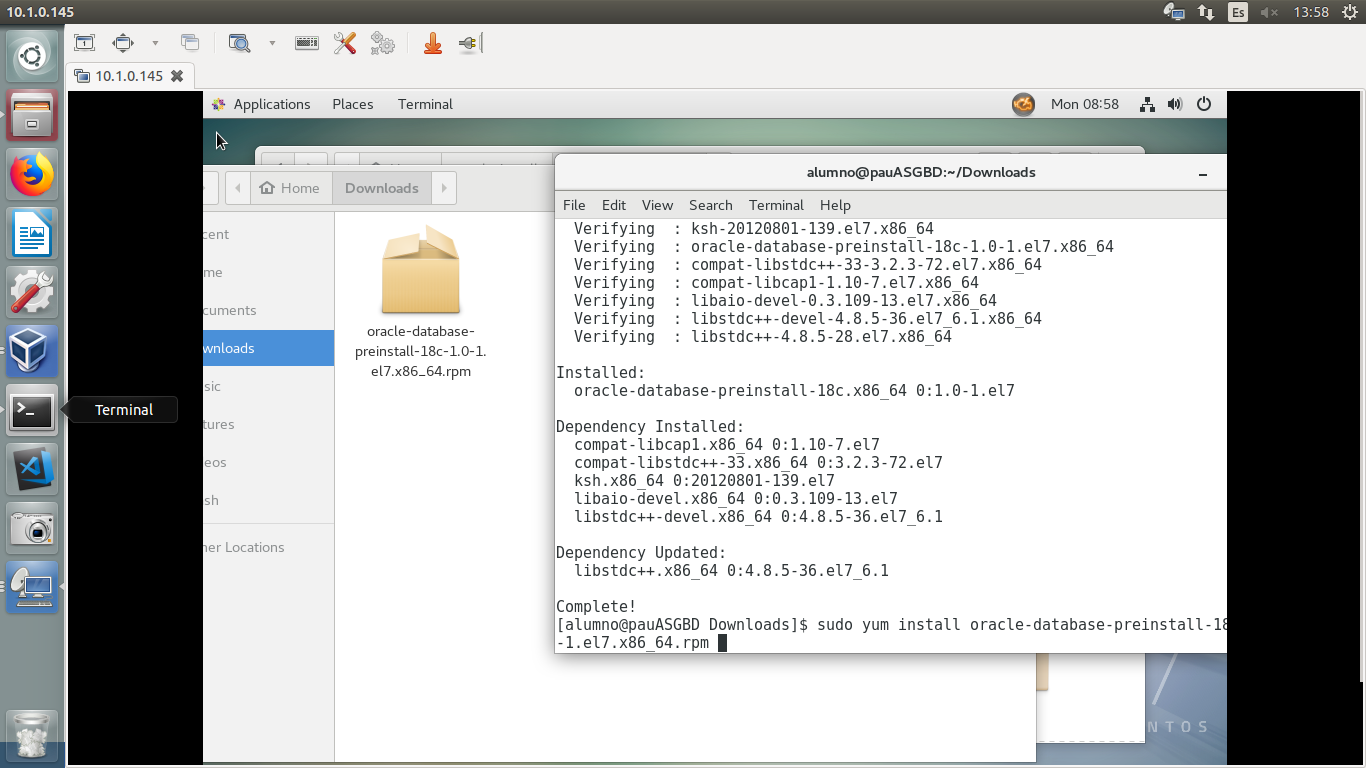 10.1.0.145
Es
13:58
10.1.0.145
Applications Places Terminal
Mon 08:58
Home
Downloads
cent
me
cuments
wnloads
sic
tures
eos
sh
her Locations
oracle-database-
preinstall-18c-1.0-1.
el7.x86_64.rpm
Terminal
alumno@pauASGBD:~/Downloads
File Edit View Search Terminal Help
Verifying : ksh-20120801-139.el7.x86_64
Verifying : oracle-database-preinstall-18c-1.0-1.el7.x86_64
Verifying : compat-libstdc++-33-3.2.3-72.el7.x86_64
Verifying : compat-libcap1-1.10-7.el7.x86_64
Verifying : libaio-devel-0.3.109-13.el7.x86_64
Verifying : libstdc++-devel-4.8.5-36.el7_6.1.x86_64
Verifying : libstdc++-4.8.5-28.el7.x86_64
Installed:
oracle-database-preinstall-18c.x86_64 0:1.0-1.el7
Dependency Installed:
compat-libcap1.x86_64 0:1.10-7.el7
compat-libstdc++-33.x86_64 0:3.2.3-72.el7
ksh.x86_64 0:20120801-139.el7
libaio-devel.x86_64 0:0.3.109-13.el7
libstdc++-devel.x86_64 0:4.8.5-36.el7_6.1
Dependency Updated:
libstdc++.x86_64 0:4.8.5-36.el7_6.1
Complete!
[alumno@pauASGBD Downloads]$ sudo yum install oracle-database-preinstall-18
-1.el7.x86_64.rpm
NTOS